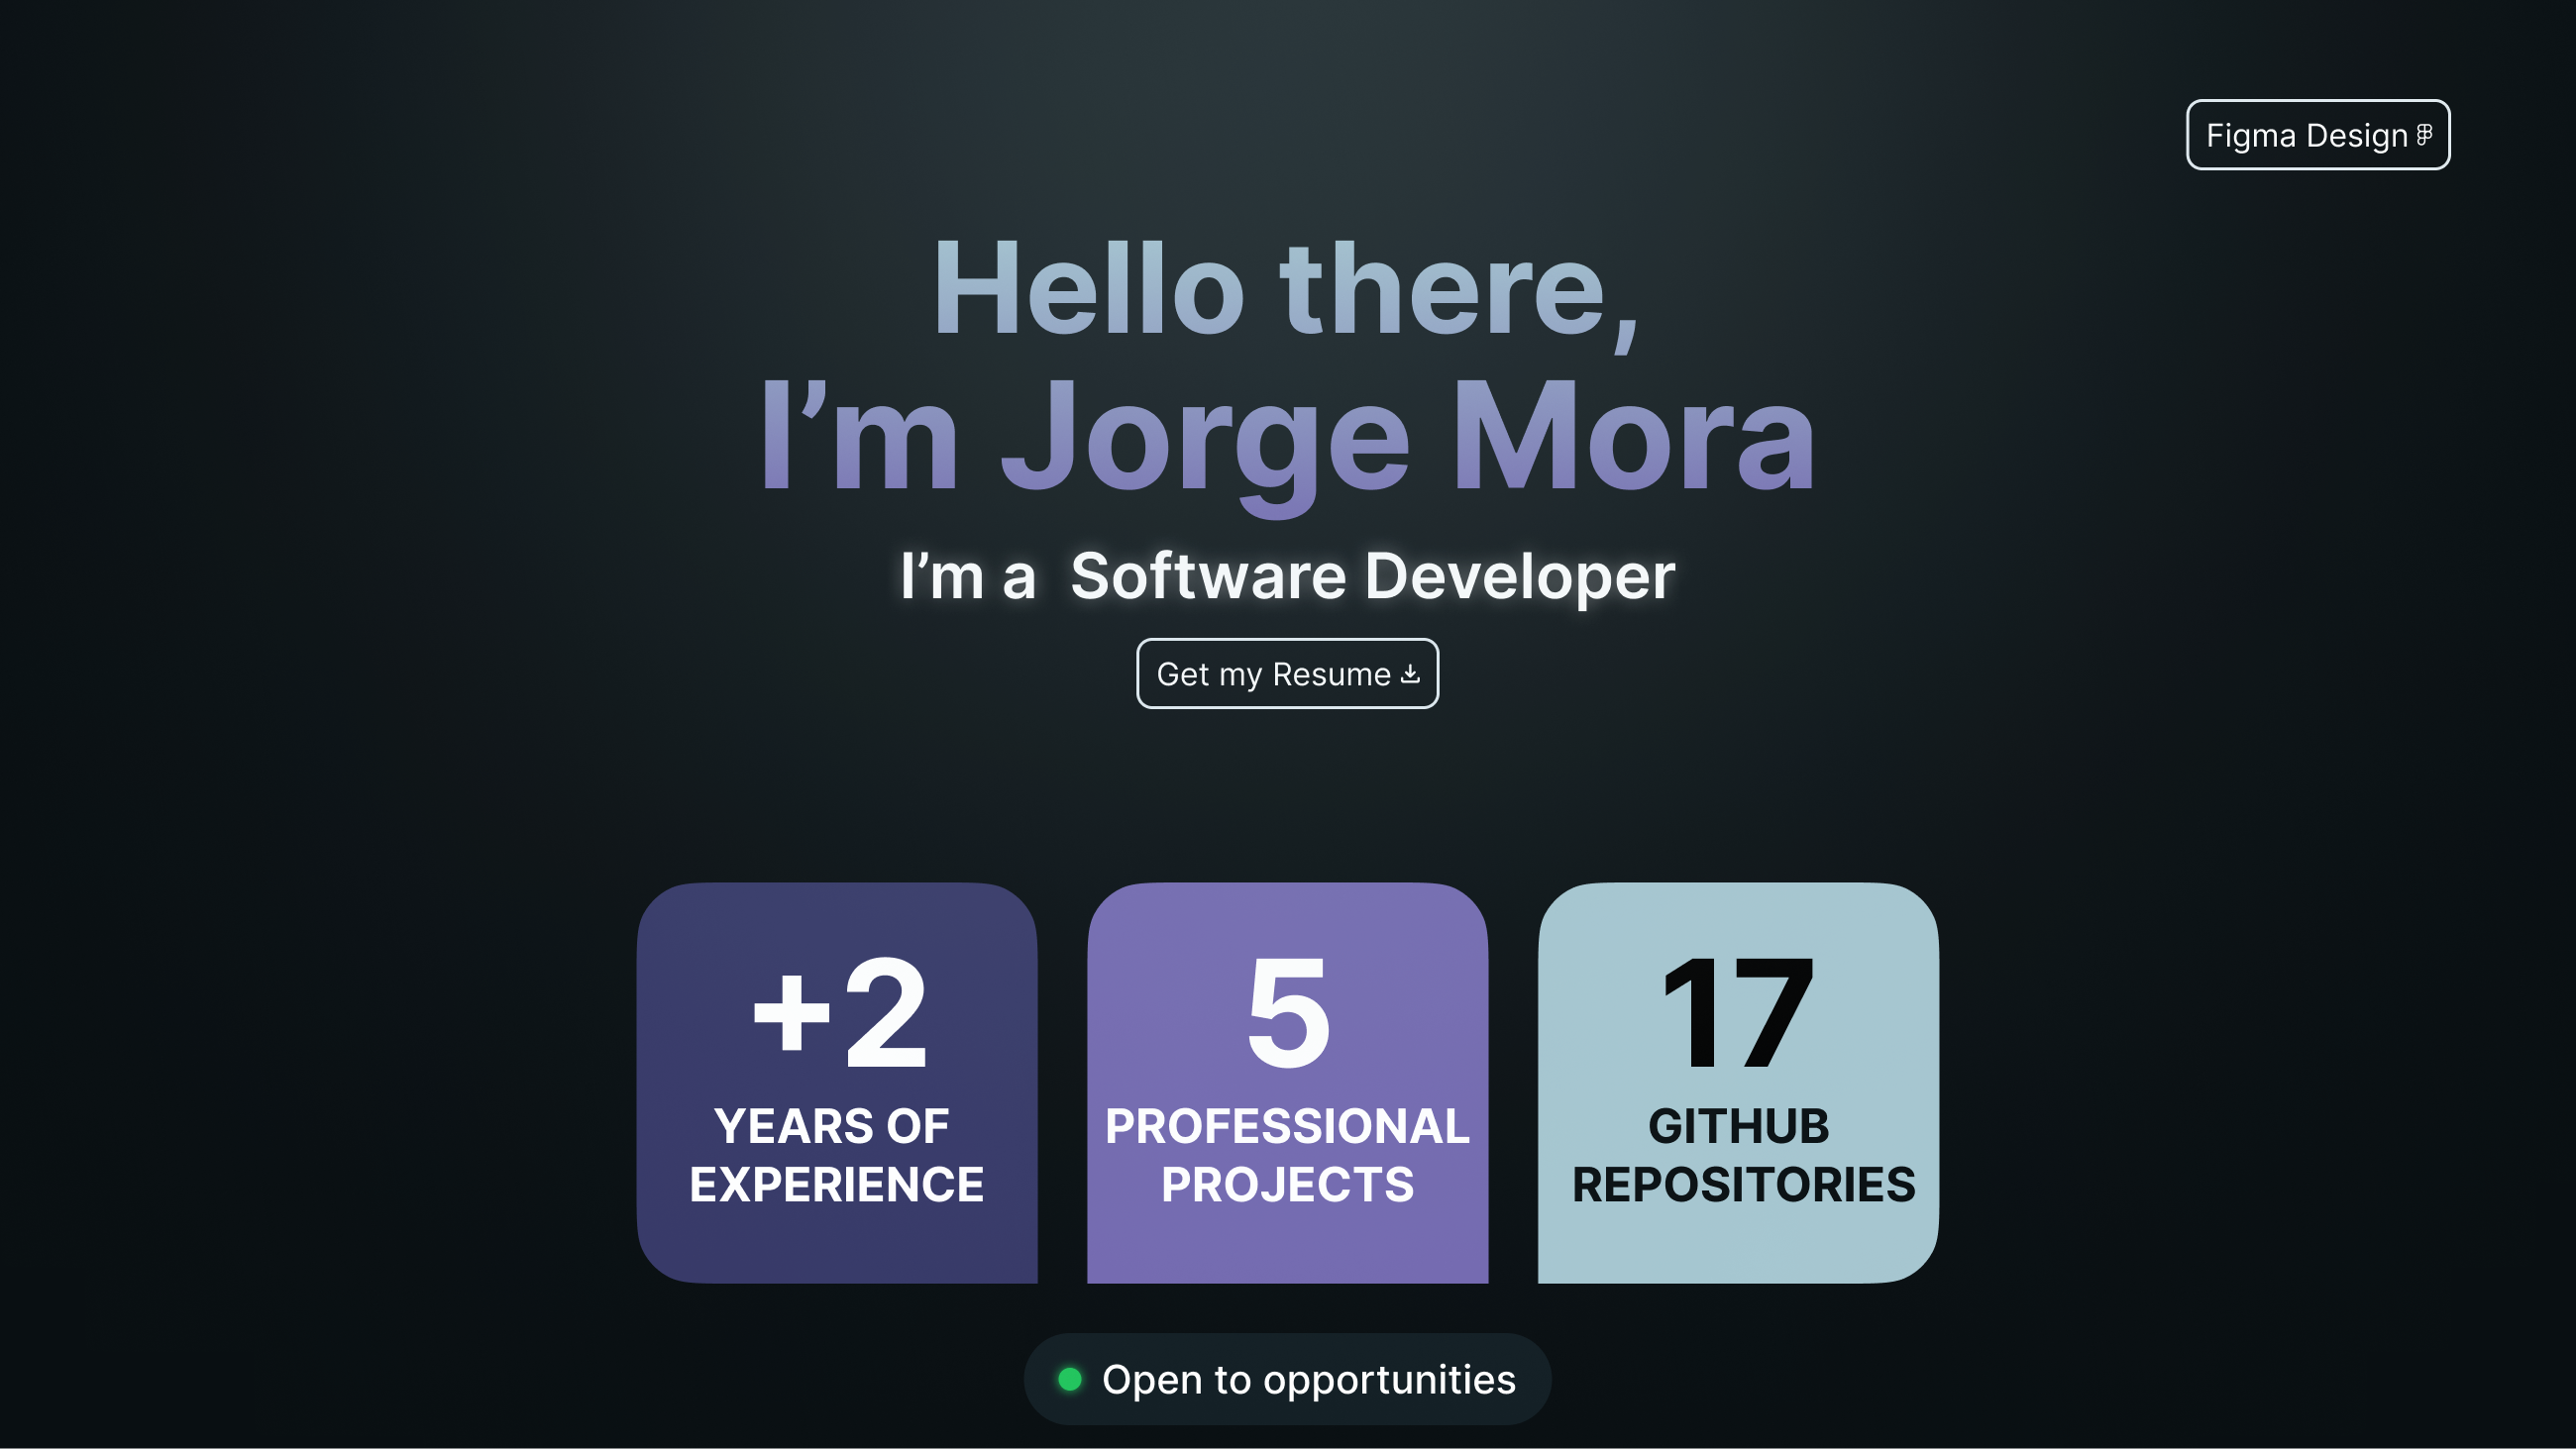 Figma Design
Hello there,
I’m Jorge Mora
I’m a  Software Developer
Get my Resume
+2
YEARS OF
EXPERIENCE
5
PROFESSIONAL
PROJECTS
17
GITHUB
REPOSITORIES
Open to opportunities